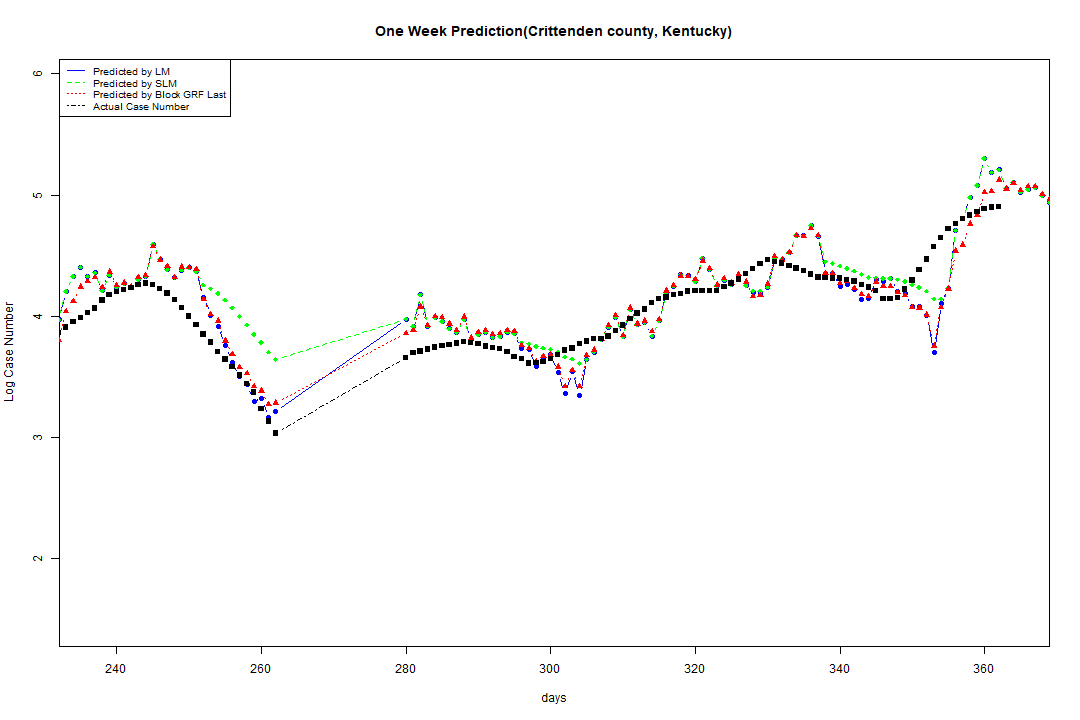 One Week Prediction(Crittenden county, Kentucky)
Predicted by LM
Predicted by SLM
Predicted by Block GRF Last
Actual Case Number
6
5
4
3
2
Log Case Number
240 260 280 300 320 340 360
days